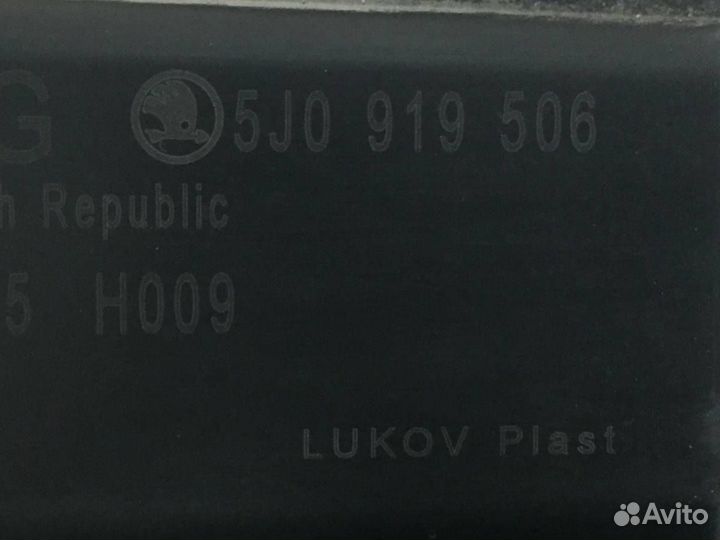 G 5J0 919 506
h Republic
5 H009
LUKOV Plast
Avito